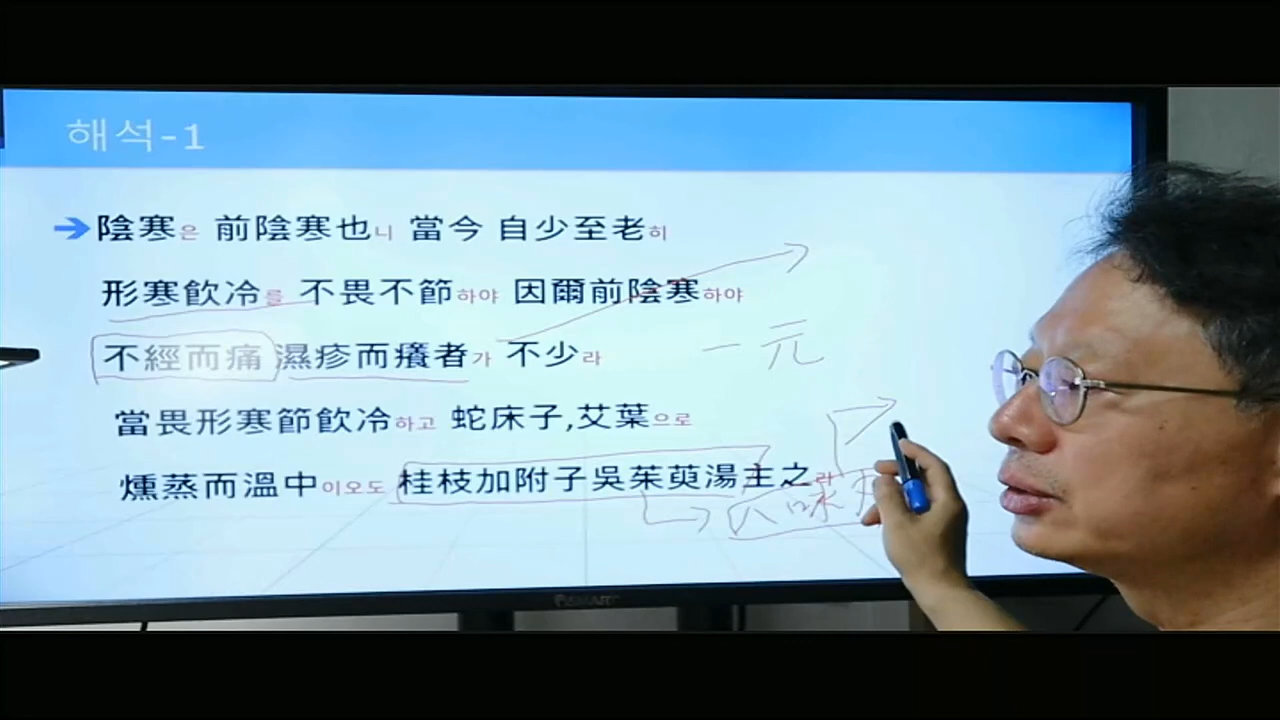 해석-1
➔陰寒은 前陰寒也니 當今 自少至老히
形寒飮冷를 不畏不節하야 因爾前陰寒하야
不經而痛 濕疹而癢者가 不少라
一元
當畏形寒節飮冷하고 蛇床子,艾葉으로
燻蒸而溫中이오도 桂枝加附子吳茱萸湯主之라
八味